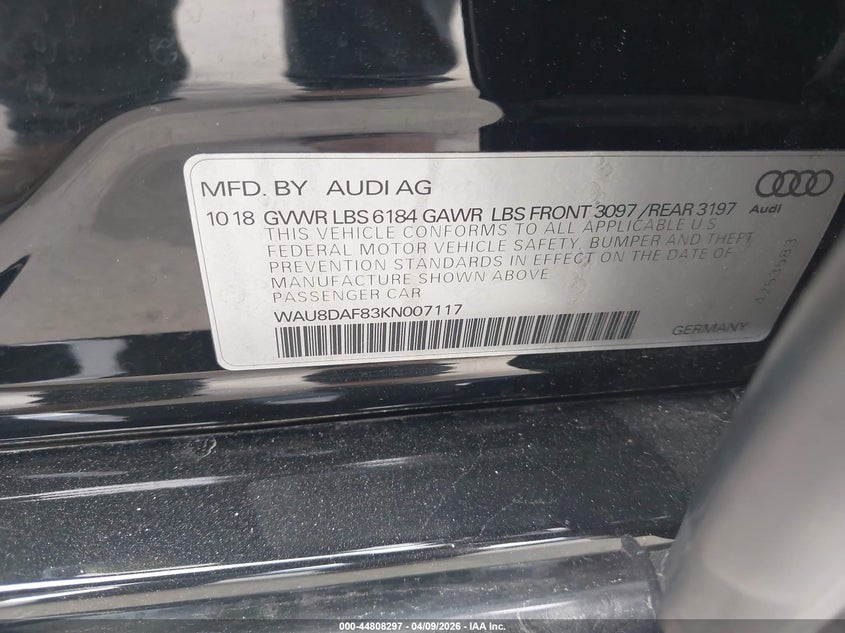 MFD. BY AUDI AG
10 18 GVWR LBS 6184 GAWR LBS FRONT 3097 /REAR 3197
Audi
THIS VEHICLE CONFORMS TO ALL APPLICABLE U S
FEDERAL MOTOR VEHICLE SAFETY, BUMPER AND THEFT
PREVENTION STANDARDS IN EFFECT ON THE DATE OF
MANUFACTURE SHOWN ABOVE
PASSENGER CAR
WAU8DAF83KN007117
GERMANY
000-44808297 - 04/09/2026 - IAA Inc.